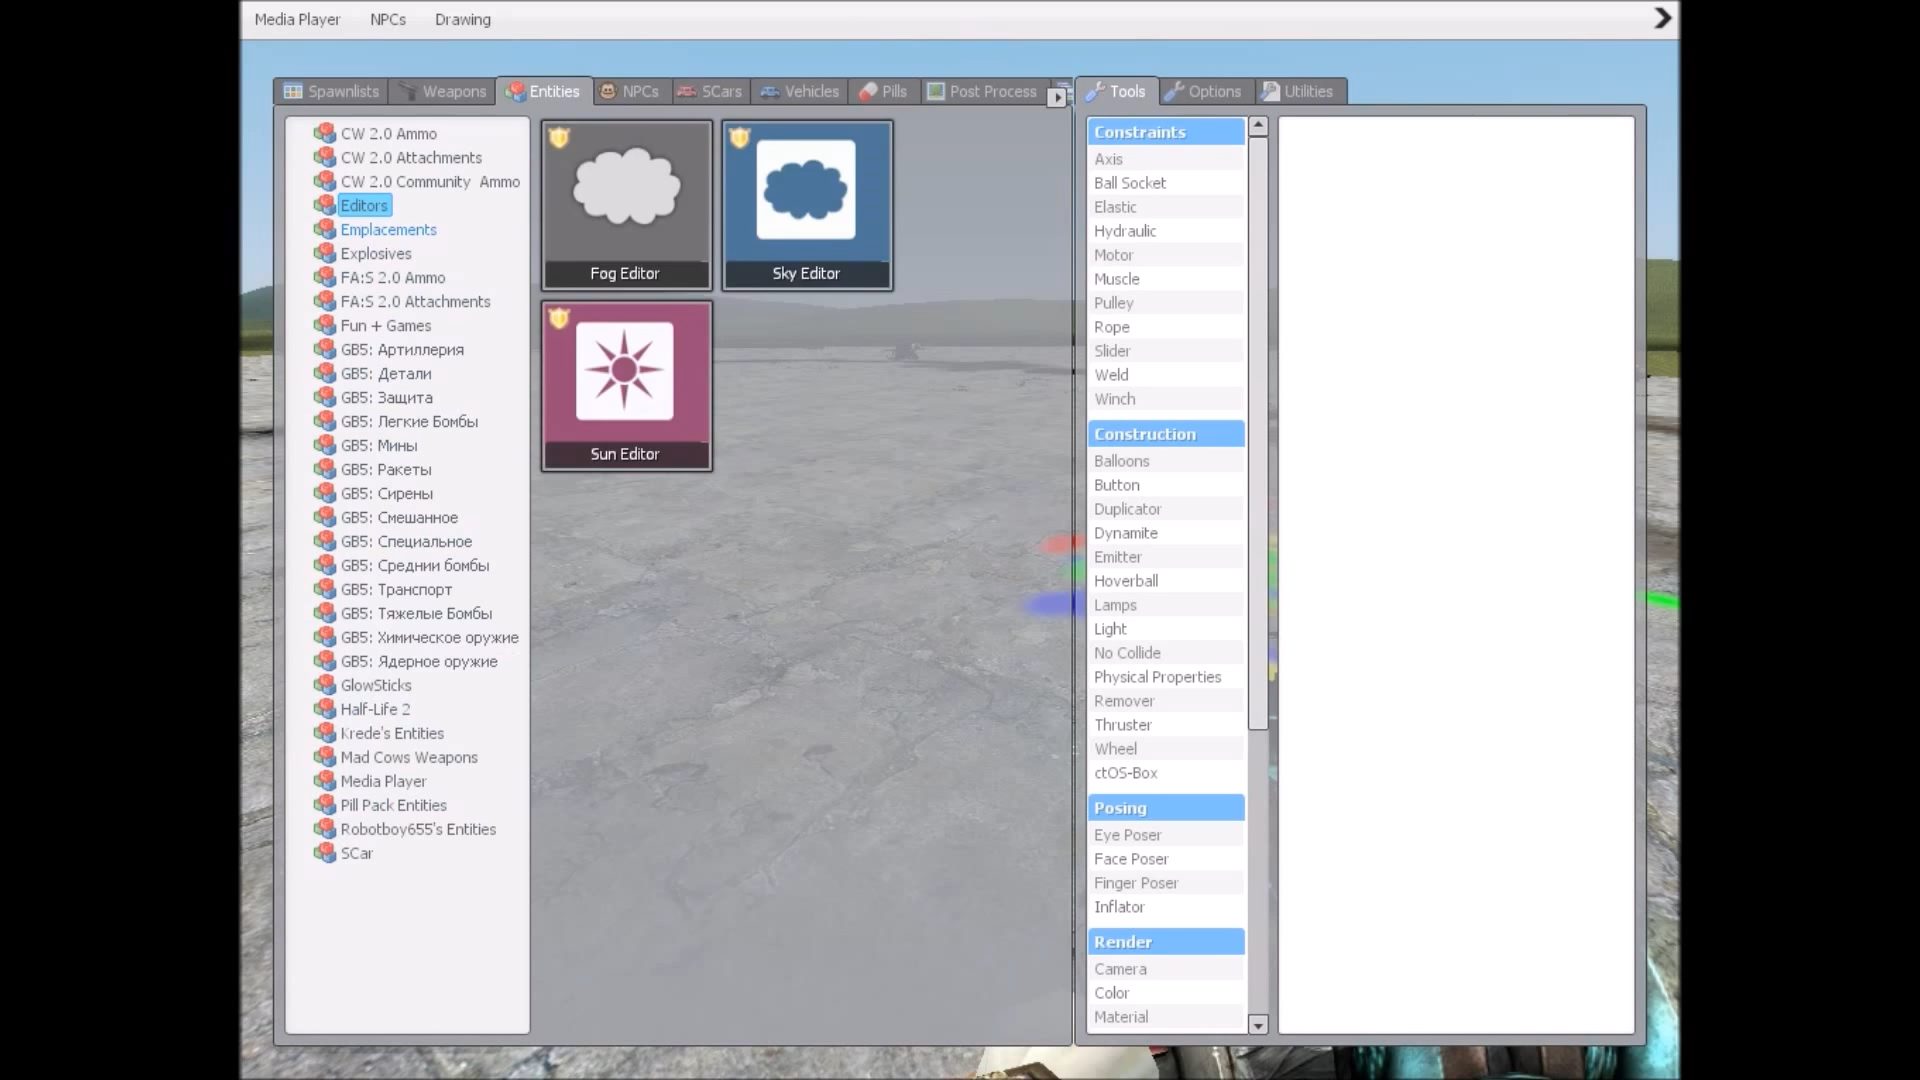 Media Player NPCs Drawing
Spawnlists Weapons Entities NPCs SCars Vehicles Pills Post Process
Tools Options Utilities
CW 2.0 Ammo
CW 2.0 Attachments
CW 2.0 Community Ammo
Editors
Emplacements
Explosives
FA:S 2.0 Ammo
FA:S 2.0 Attachments
Fun + Games
GB5: Артиллерия
GB5: Детали
GB5: Защита
GB5: Легкие Бомбы
GB5: Мины
GB5: Ракеты
GB5: Сирены
GB5: Смешанное
GB5: Специальное
GB5: Среднии бомбы
GB5: Транспорт
GB5: Тяжелые Бомбы
GB5: Химическое оружие
GB5: Ядерное оружие
GlowSticks
Half-Life 2
Krede's Entities
Mad Cows Weapons
Media Player
Pill Pack Entities
Robotboy655's Entities
SCar
Fog Editor
Sky Editor
Sun Editor
Constraints
Axis
Ball Socket
Elastic
Hydraulic
Motor
Muscle
Pulley
Rope
Slider
Weld
Winch
Construction
Balloons
Button
Duplicator
Dynamite
Emitter
Hoverball
Lamps
Light
No Collide
Physical Properties
Remover
Thruster
Wheel
ctOS-Box
Posing
Eye Poser
Face Poser
Finger Poser
Inflator
Render
Camera
Color
Material